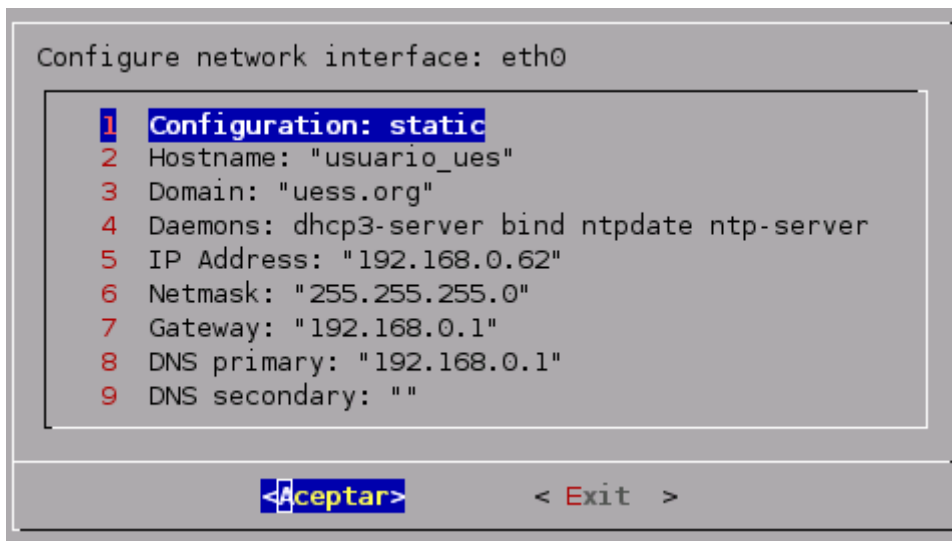 Configure network interface: eth0
1 Configuration: static
2 Hostname: "usuario_ues"
3 Domain: "uess.org"
4 Daemons: dhcp3-server bind ntpdate ntp-server
5 IP Address: "192.168.0.62"
6 Netmask: "255.255.255.0"
7 Gateway: "192.168.0.1"
8 DNS primary: "192.168.0.1"
9 DNS secondary: ""
<Aceptar> < Exit >